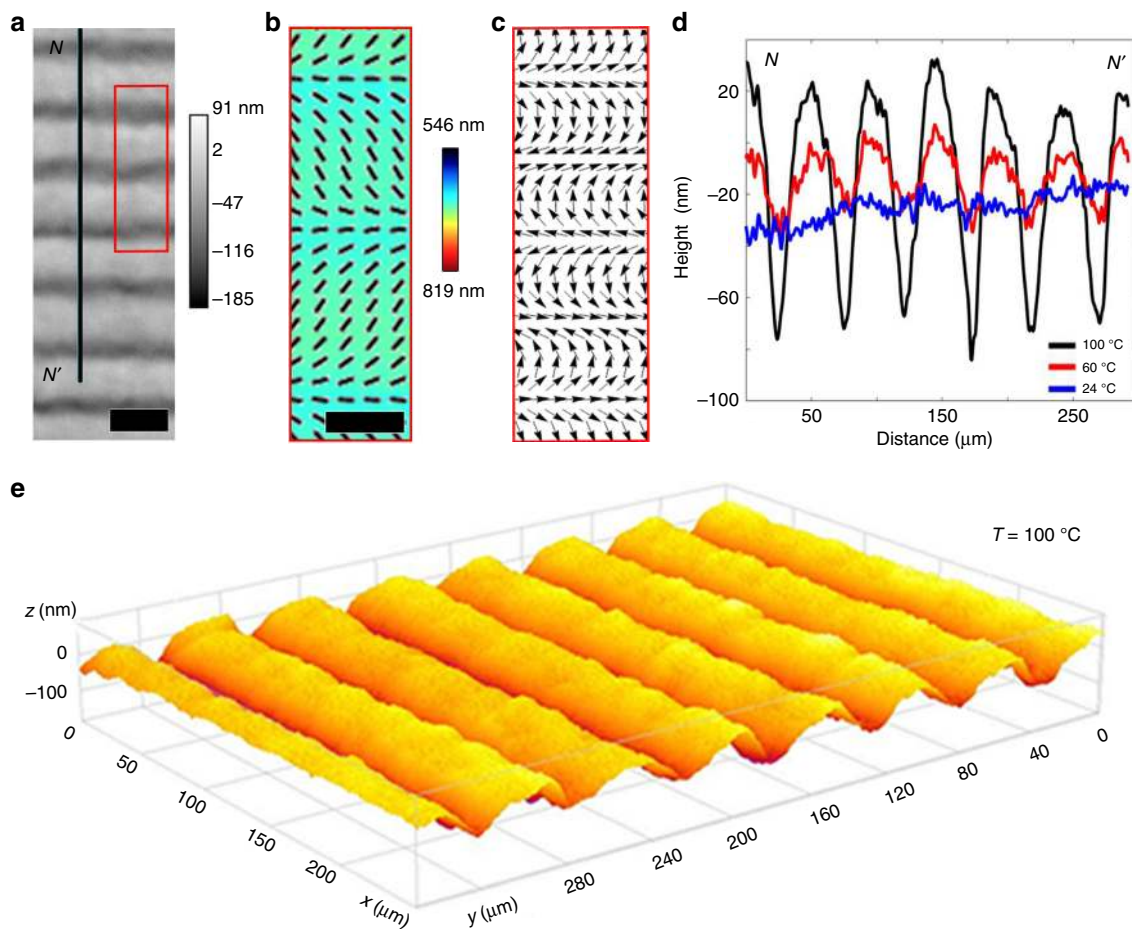 a
N
N′
91 nm
2
–47
–116
–185
b
546 nm
819 nm
c
d
N
N′
20
–20
–60
–100
Height (nm)
50
150
250
Distance (μm)
100 °C
60 °C
24 °C
e
T = 100 °C
z (nm)
0
–100
0
50
100
150
200
x (μm)
y (μm)
280
240
200
160
120
80
40
0